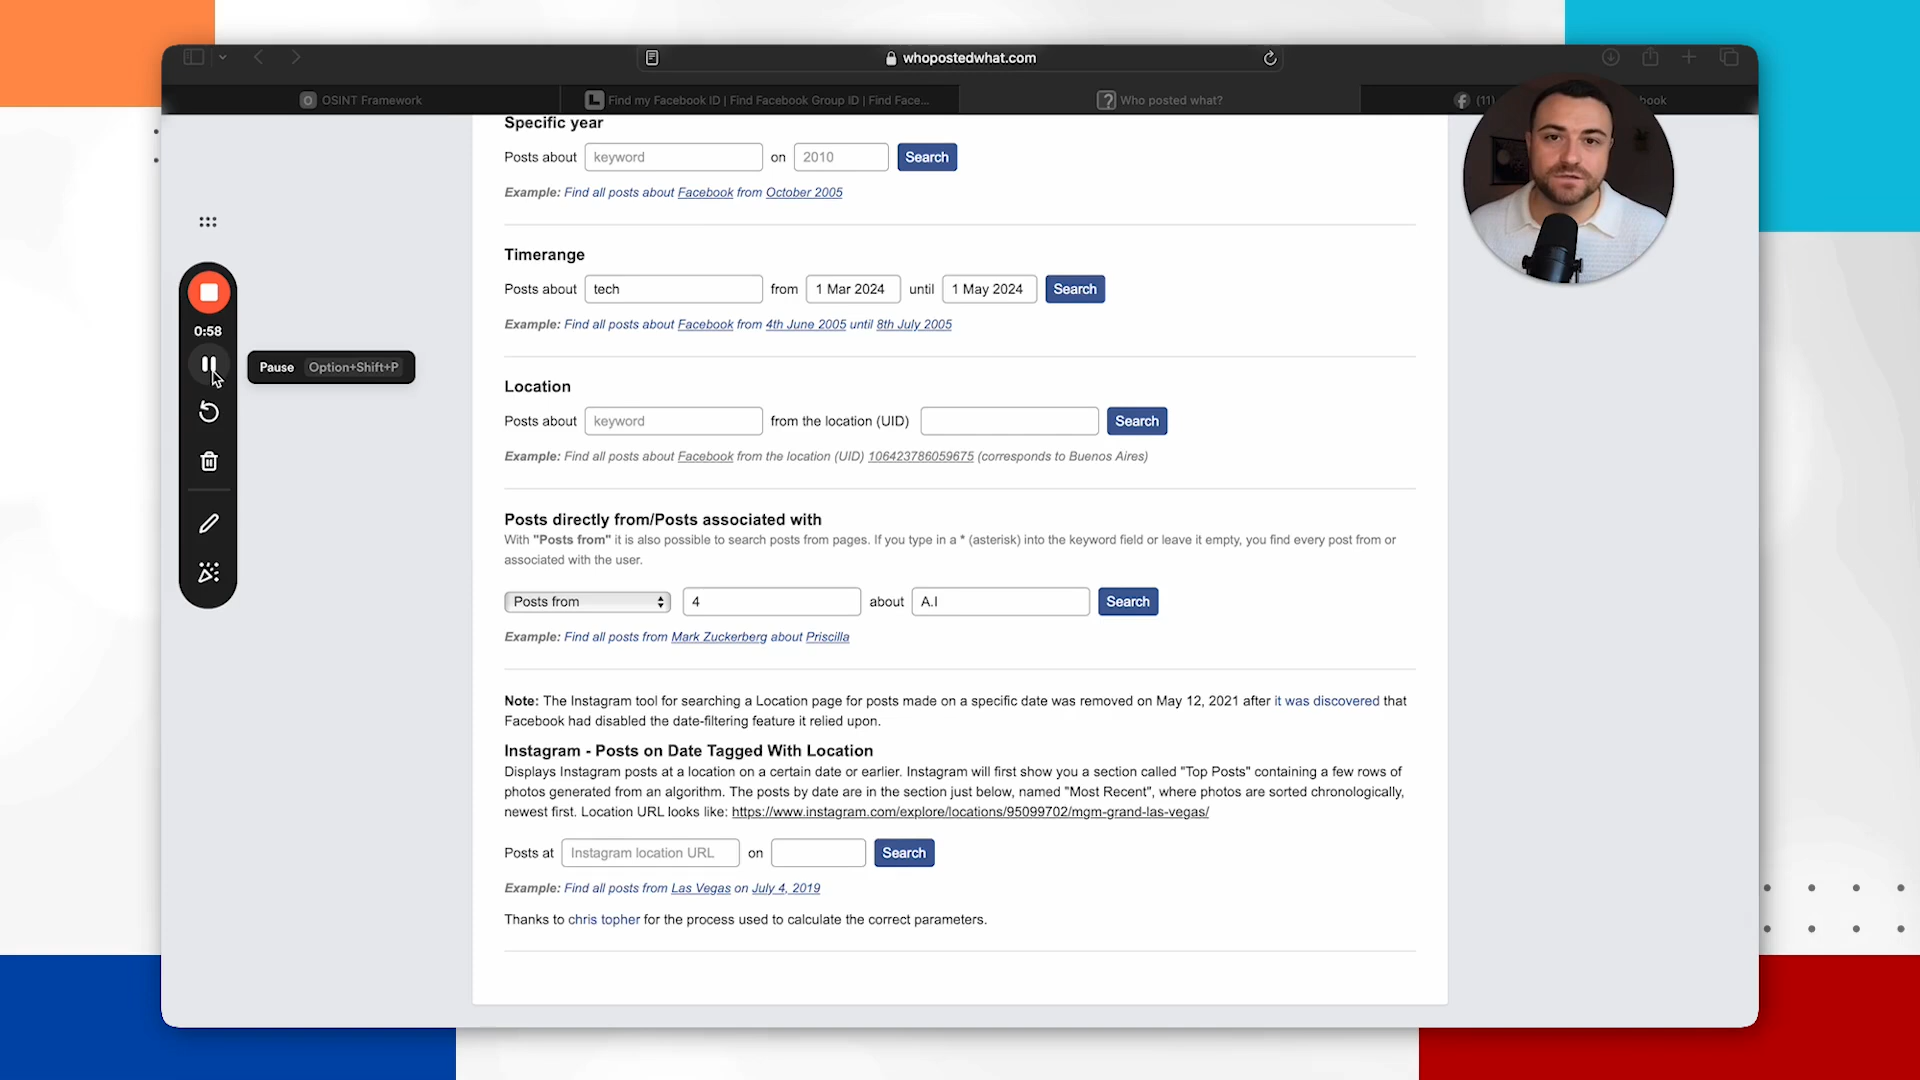 whopostedwhat.com
OSINT Framework
Find my Facebook ID | Find Facebook Group ID | Find Face...
Who posted what?
(11)
book
Specific year
Posts about keyword on 2010 Search
Example: Find all posts about Facebook from October 2005
Timerange
Posts about tech from 1 Mar 2024 until 1 May 2024 Search
Example: Find all posts about Facebook from 4th June 2005 until 8th July 2005
0:58
Pause Option+Shift+P
Location
Posts about keyword from the location (UID) Search
Example: Find all posts about Facebook from the location (UID) 106423786059675 (corresponds to Buenos Aires)
Posts directly from/Posts associated with
With "Posts from" it is also possible to search posts from pages. If you type in a * (asterisk) into the keyword field or leave it empty, you find every post from or
associated with the user.
Posts from 4 about A.I Search
Example: Find all posts from Mark Zuckerberg about Priscilla
Note: The Instagram tool for searching a Location page for posts made on a specific date was removed on May 12, 2021 after it was discovered that
Facebook had disabled the date-filtering feature it relied upon.
Instagram - Posts on Date Tagged With Location
Displays Instagram posts at a location on a certain date or earlier. Instagram will first show you a section called "Top Posts" containing a few rows of
photos generated from an algorithm. The posts by date are in the section just below, named "Most Recent", where photos are sorted chronologically,
newest first. Location URL looks like: https://www.instagram.com/explore/locations/95099702/mgm-grand-las-vegas/
Posts at Instagram location URL on Search
Example: Find all posts from Las Vegas on July 4, 2019
Thanks to chris topher for the process used to calculate the correct parameters.